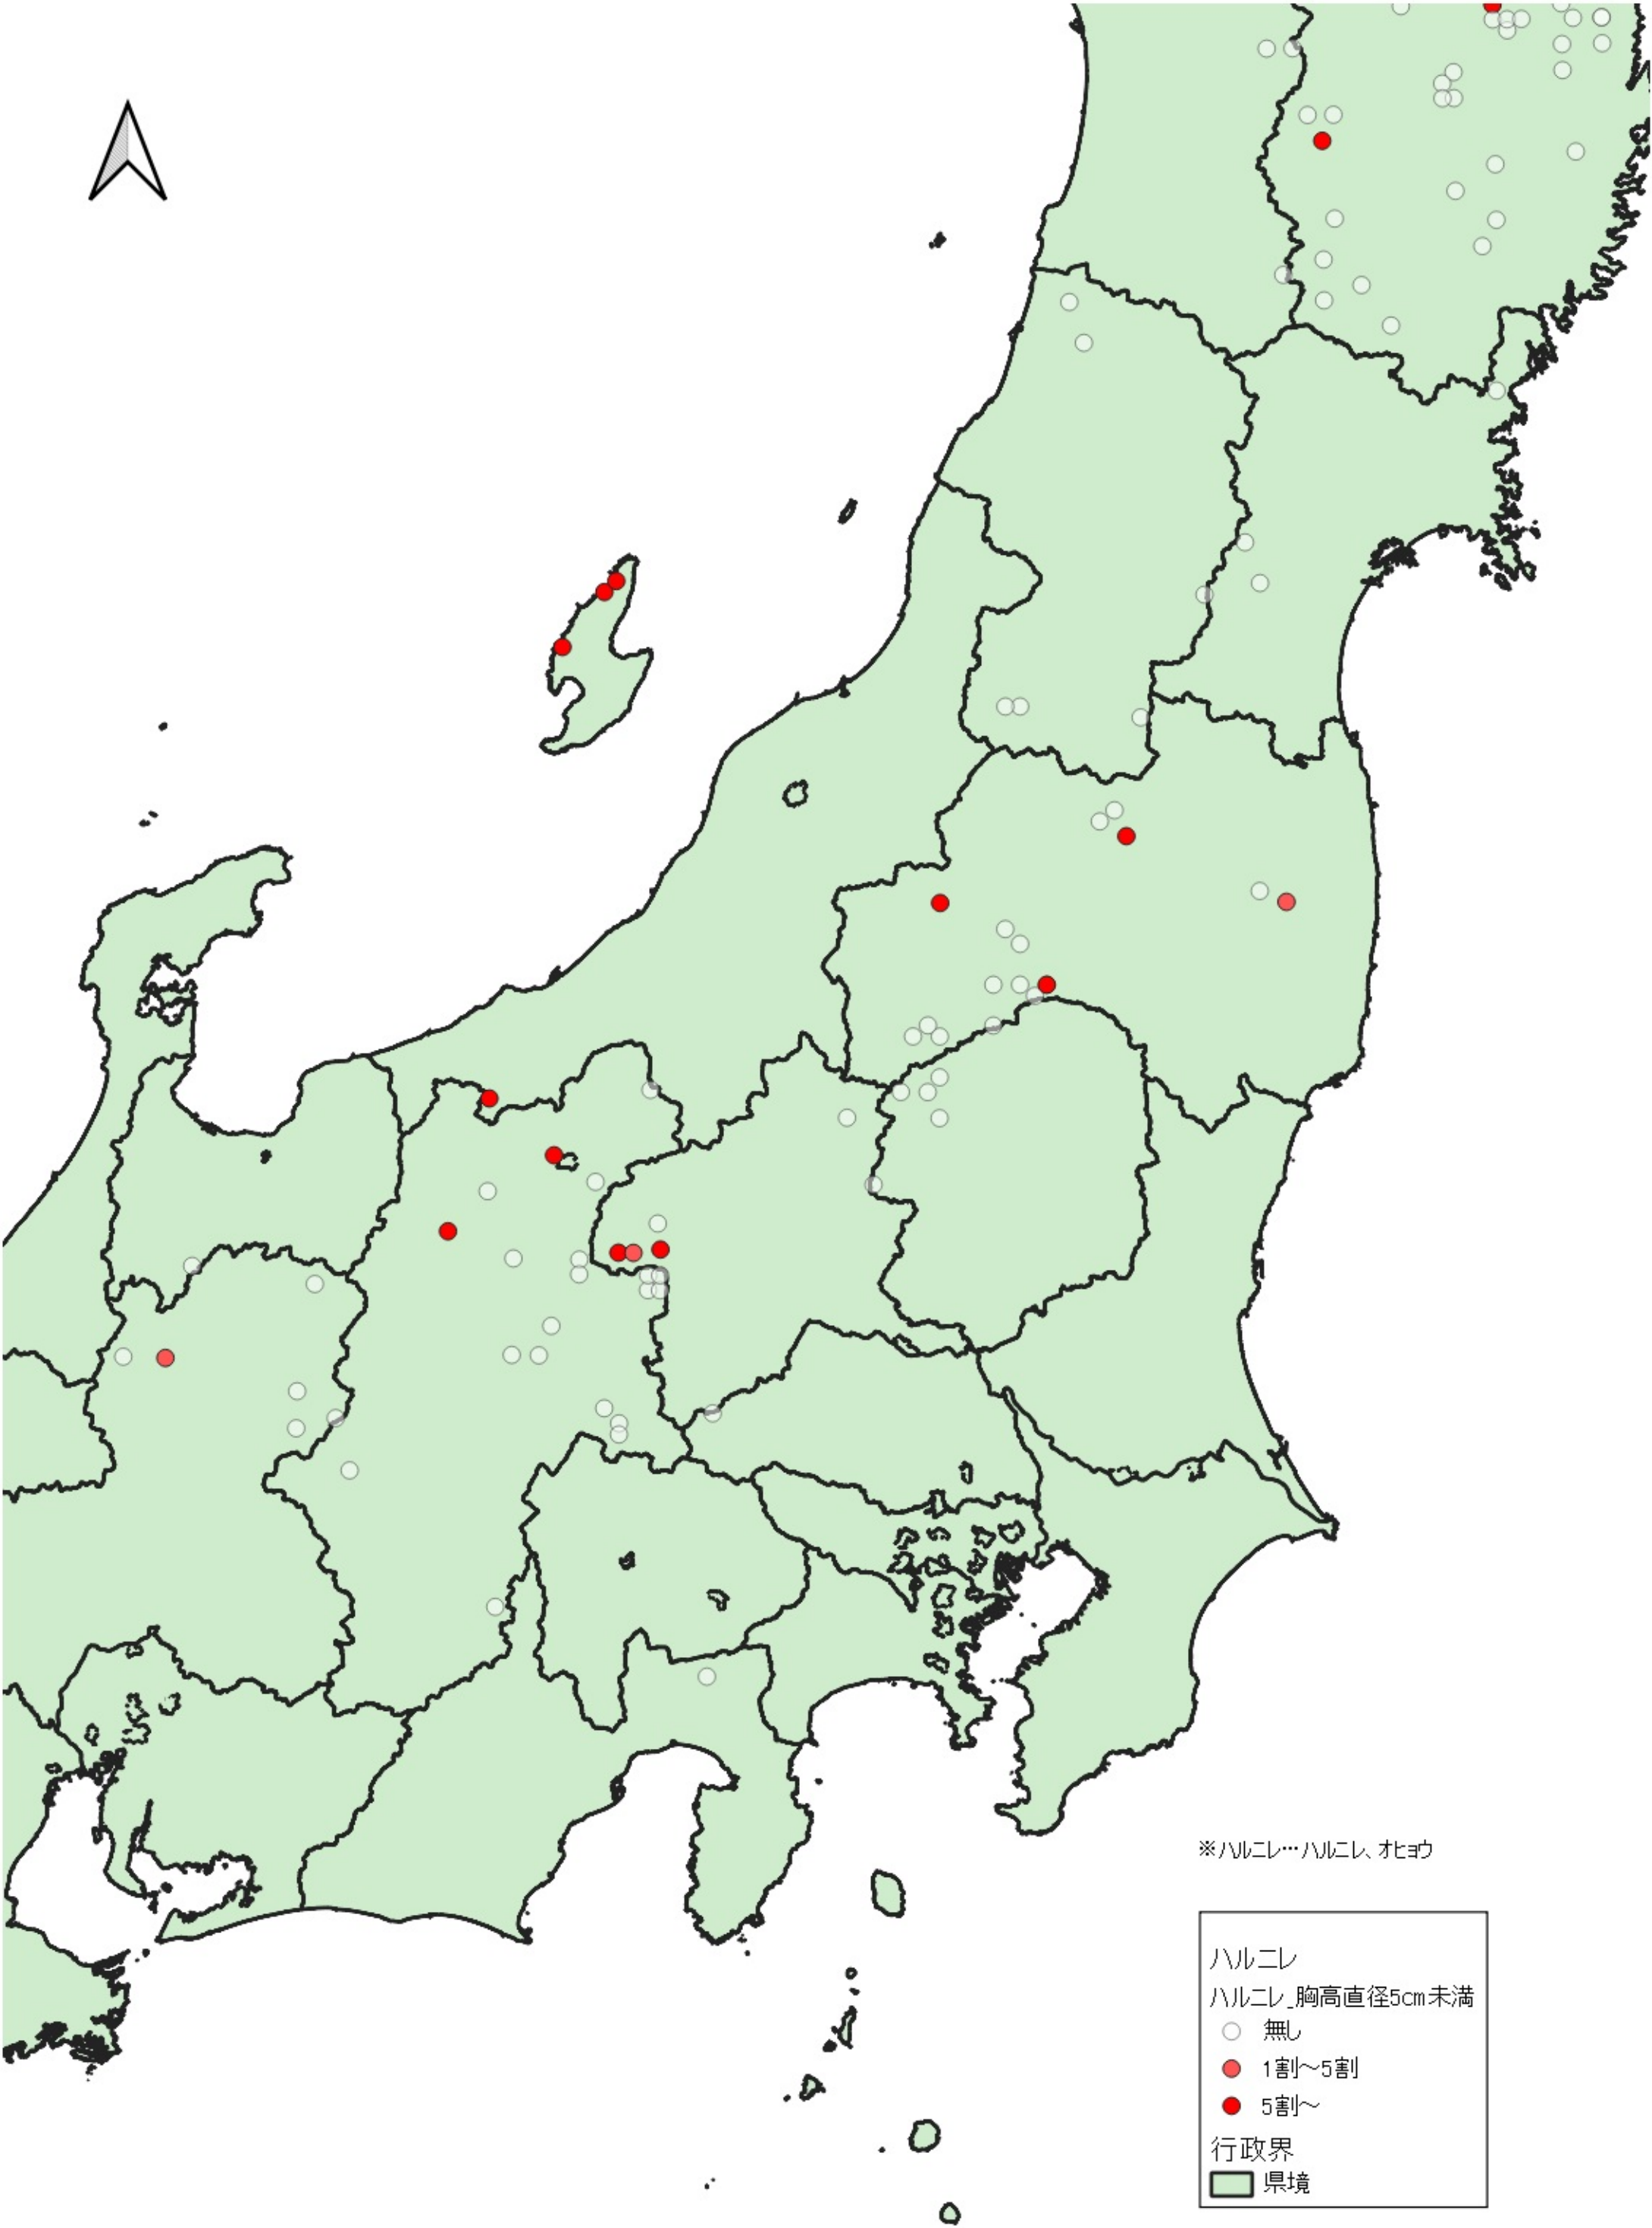 ※ハルニレ…ハルニレ、オヒョウ
ハルニレ
ハルニレ_胸高直径5cm未満
無し
1割～5割
5割～
行政界
県境